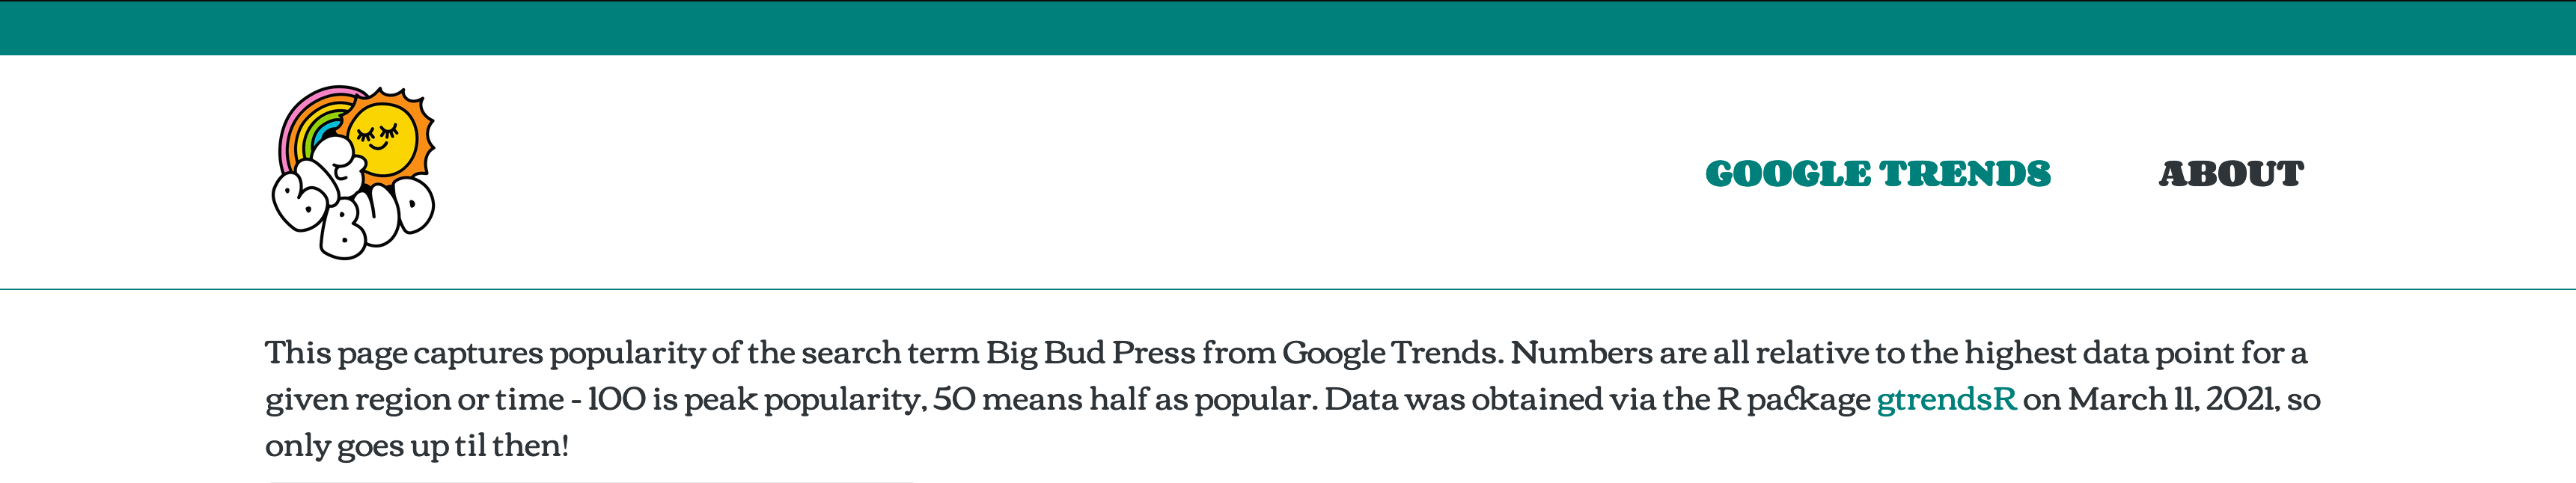 BIG
BUD
GOOGLE TRENDS ABOUT
This page captures popularity of the search term Big Bud Press from Google Trends. Numbers are all relative to the highest data point for a
given region or time - 100 is peak popularity, 50 means half as popular. Data was obtained via the R package gtrendsR on March 11, 2021, so
only goes up til then!